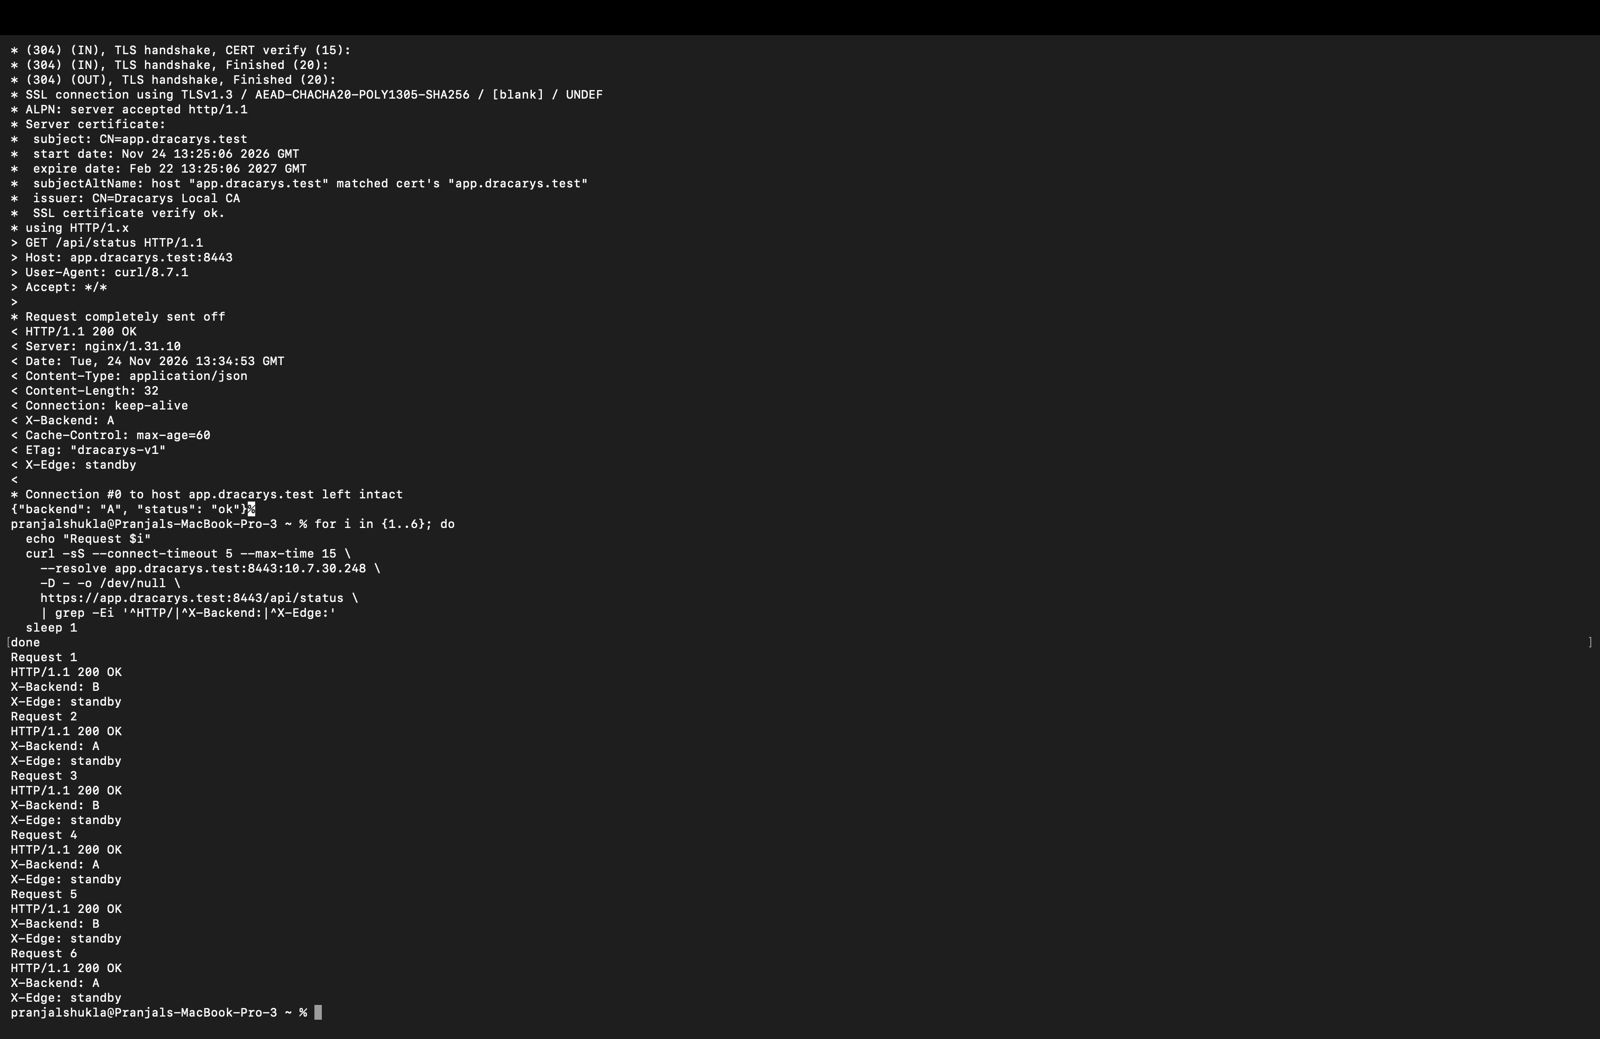 * (304) (IN), TLS handshake, CERT verify (15):
* (304) (IN), TLS handshake, Finished (20):
* (304) (OUT), TLS handshake, Finished (20):
* SSL connection using TLSv1.3 / AEAD-CHACHA20-POLY1305-SHA256 / [blank] / UNDEF
* ALPN: server accepted http/1.1
* Server certificate:
*  subject: CN=app.dracarys.test
*  start date: Nov 24 13:25:06 2026 GMT
*  expire date: Feb 22 13:25:06 2027 GMT
*  subjectAltName: host "app.dracarys.test" matched cert's "app.dracarys.test"
*  issuer: CN=Dracarys Local CA
*  SSL certificate verify ok.
* using HTTP/1.x
> GET /api/status HTTP/1.1
> Host: app.dracarys.test:8443
> User-Agent: curl/8.7.1
> Accept: */*
>
* Request completely sent off
< HTTP/1.1 200 OK
< Server: nginx/1.31.10
< Date: Tue, 24 Nov 2026 13:34:53 GMT
< Content-Type: application/json
< Content-Length: 32
< Connection: keep-alive
< X-Backend: A
< Cache-Control: max-age=60
< ETag: "dracarys-v1"
< X-Edge: standby
<
* Connection #0 to host app.dracarys.test left intact
{"backend": "A", "status": "ok"}%
pranjalshukla@Pranjals-MacBook-Pro-3 ~ % for i in {1..6}; do
  echo "Request $i"
  curl -sS --connect-timeout 5 --max-time 15 \
    --resolve app.dracarys.test:8443:10.7.30.248 \
    -D - -o /dev/null \
    https://app.dracarys.test:8443/api/status \
    | grep -Ei '^HTTP/|^X-Backend:|^X-Edge:'
  sleep 1
[done ]
Request 1
HTTP/1.1 200 OK
X-Backend: B
X-Edge: standby
Request 2
HTTP/1.1 200 OK
X-Backend: A
X-Edge: standby
Request 3
HTTP/1.1 200 OK
X-Backend: B
X-Edge: standby
Request 4
HTTP/1.1 200 OK
X-Backend: A
X-Edge: standby
Request 5
HTTP/1.1 200 OK
X-Backend: B
X-Edge: standby
Request 6
HTTP/1.1 200 OK
X-Backend: A
X-Edge: standby
pranjalshukla@Pranjals-MacBook-Pro-3 ~ %